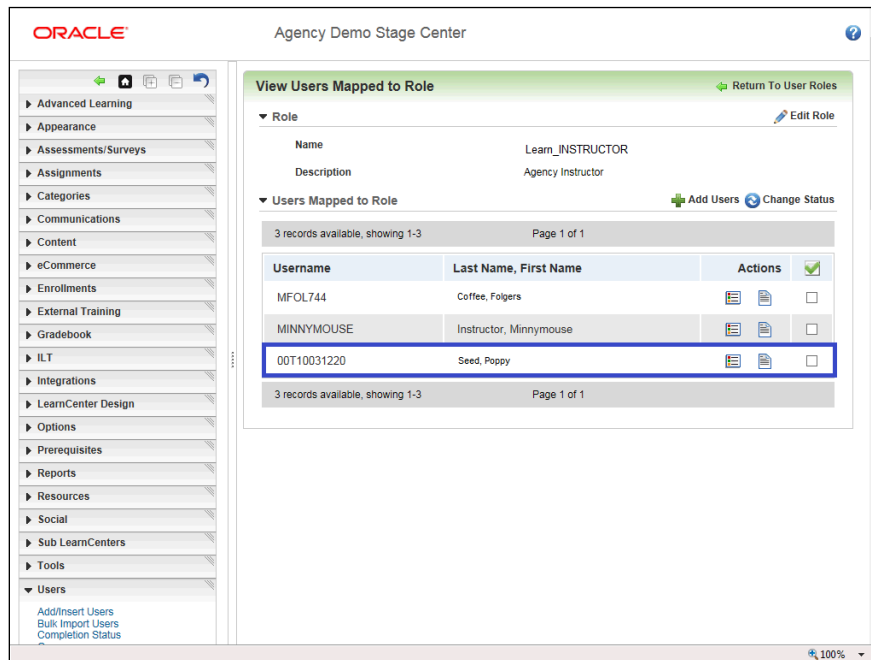 ORACLE
Agency Demo Stage Center
Advanced Learning
Appearance
Assessments/Surveys
Assignments
Categories
Communications
Content
eCommerce
Enrollments
External Training
Gradebook
ILT
Integrations
LearnCenter Design
Options
Prerequisites
Reports
Resources
Social
Sub LearnCenters
Tools
Users
Add/Insert Users
Bulk Import Users
Completion Status
View Users Mapped to Role
Return To User Roles
Role
Edit Role
Name Learn_INSTRUCTOR
Description Agency Instructor
Users Mapped to Role
Add Users Change Status
3 records available, showing 1-3 Page 1 of 1
Username Last Name, First Name Actions
MFOL744 Coffee, Folgers
MINNYMOUSE Instructor, Minnymouse
00T10031220 Seed, Poppy
3 records available, showing 1-3 Page 1 of 1
100%